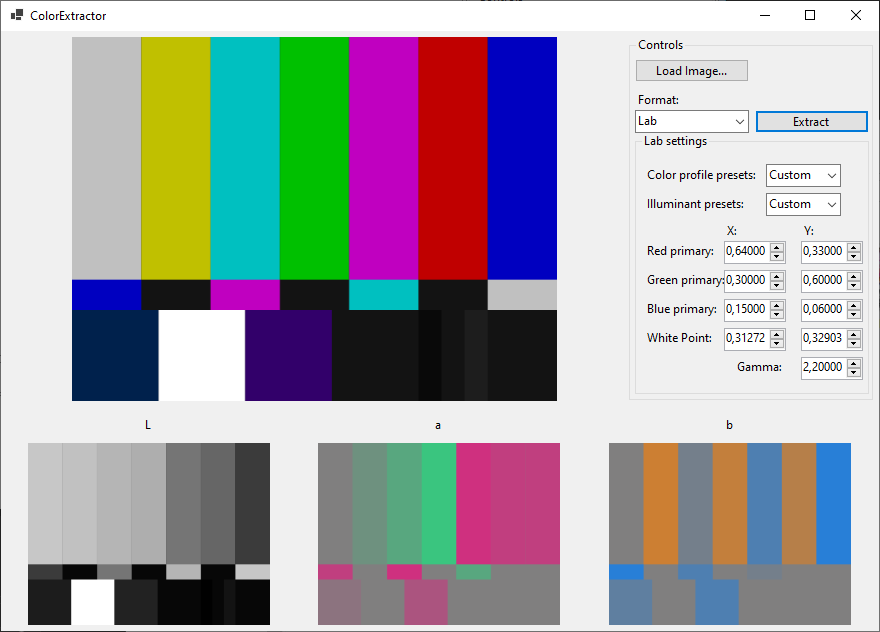 ColorExtractor
Controls
Load Image...
Format:
Lab
Extract
Lab settings
Color profile presets: Custom
Illuminant presets: Custom
X: Y:
Red primary: 0,64000 0,33000
Green primary: 0,30000 0,60000
Blue primary: 0,15000 0,06000
White Point: 0,31272 0,32903
Gamma: 2,20000
L a b